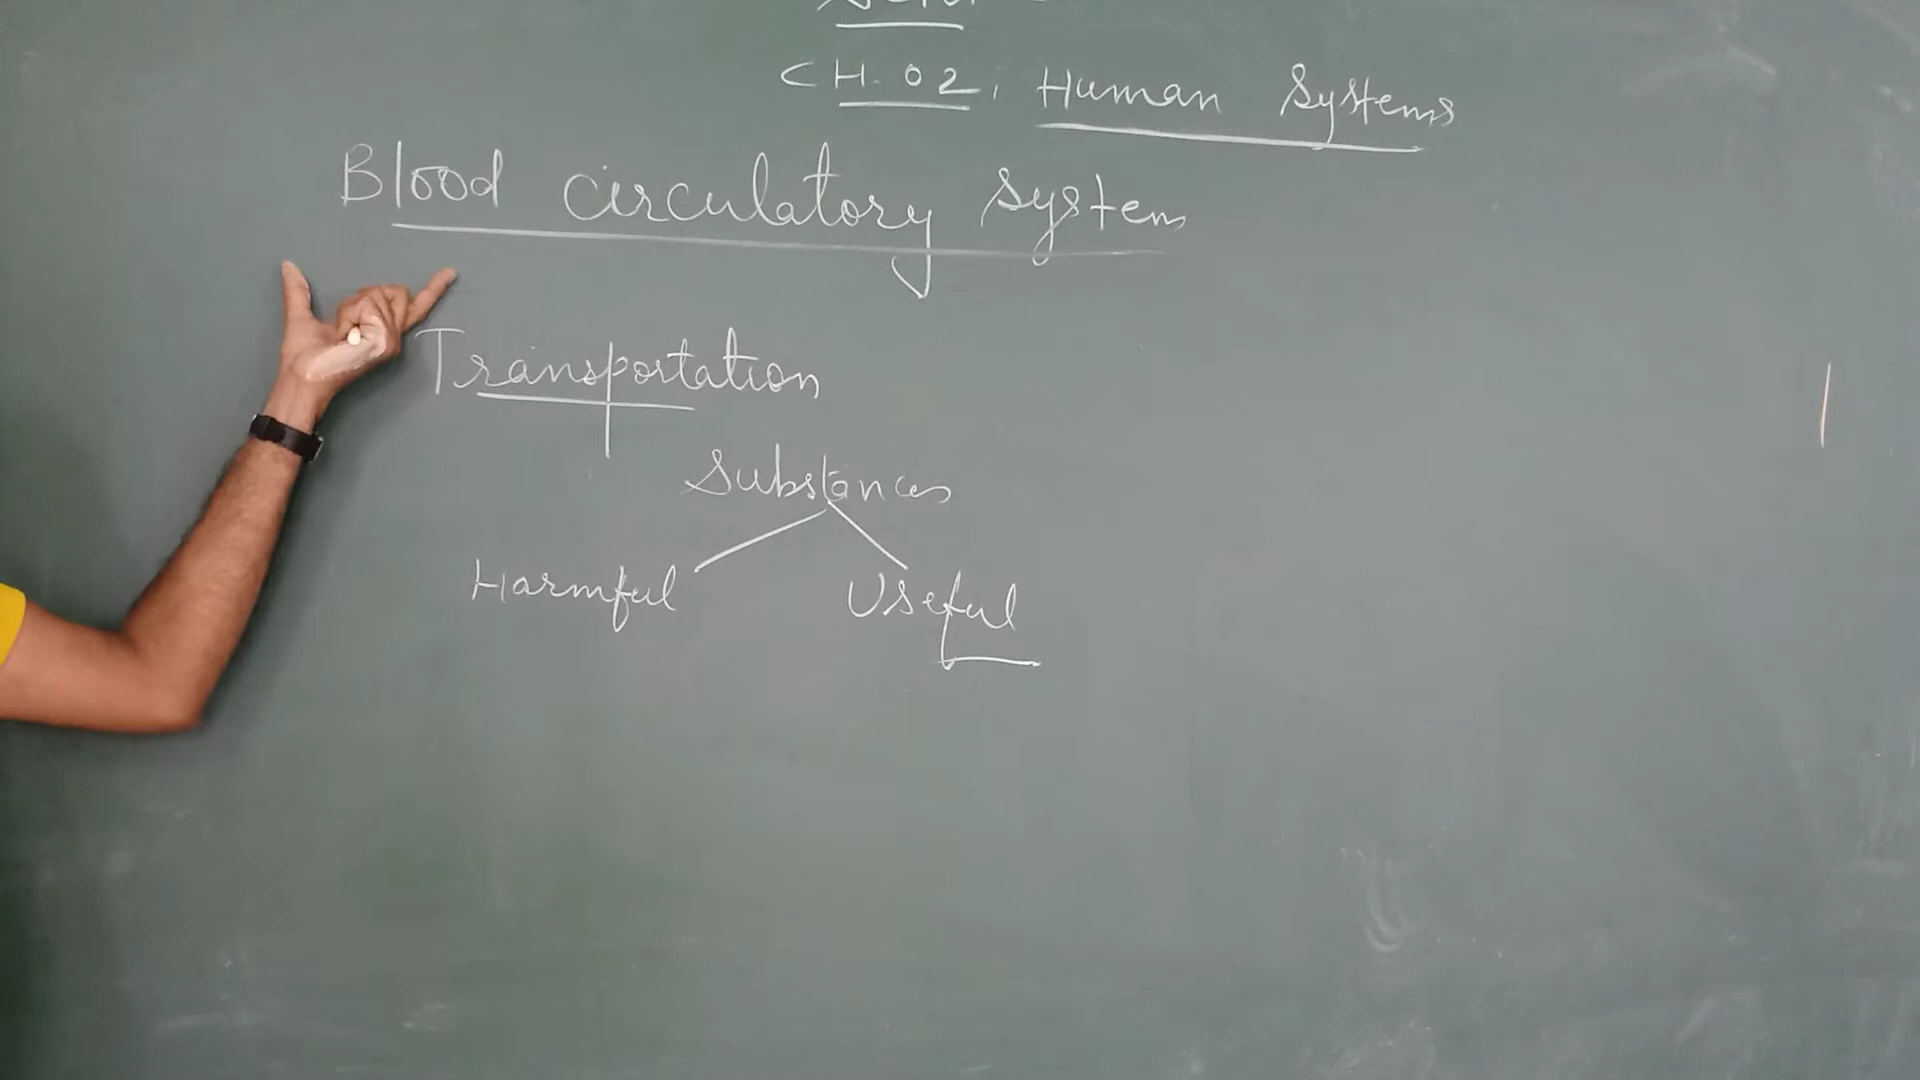 CH. 02, Human Systems
Blood circulatory system
Transportation
Substances
Harmful Useful